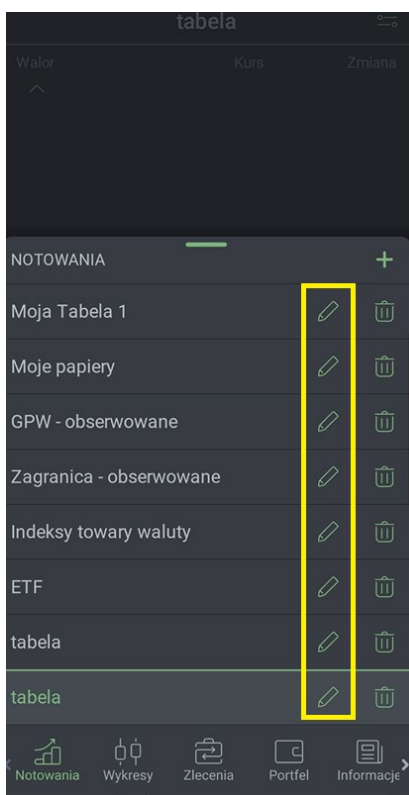 tabela
Walor Kurs Zmiana
NOTOWANIA
Moja Tabela 1
Moje papiery
GPW - obserwowane
Zagranica - obserwowane
Indeksy towary waluty
ETF
tabela
tabela
Notowania Wykresy Zlecenia Portfel Informacje